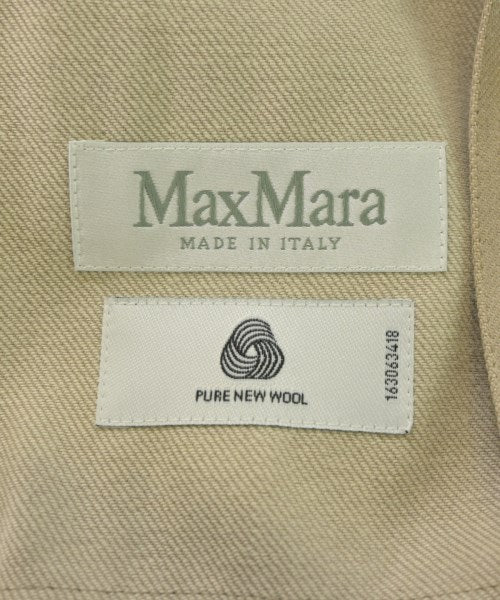 MaxMara
MADE IN ITALY
PURE NEW WOOL
163063418